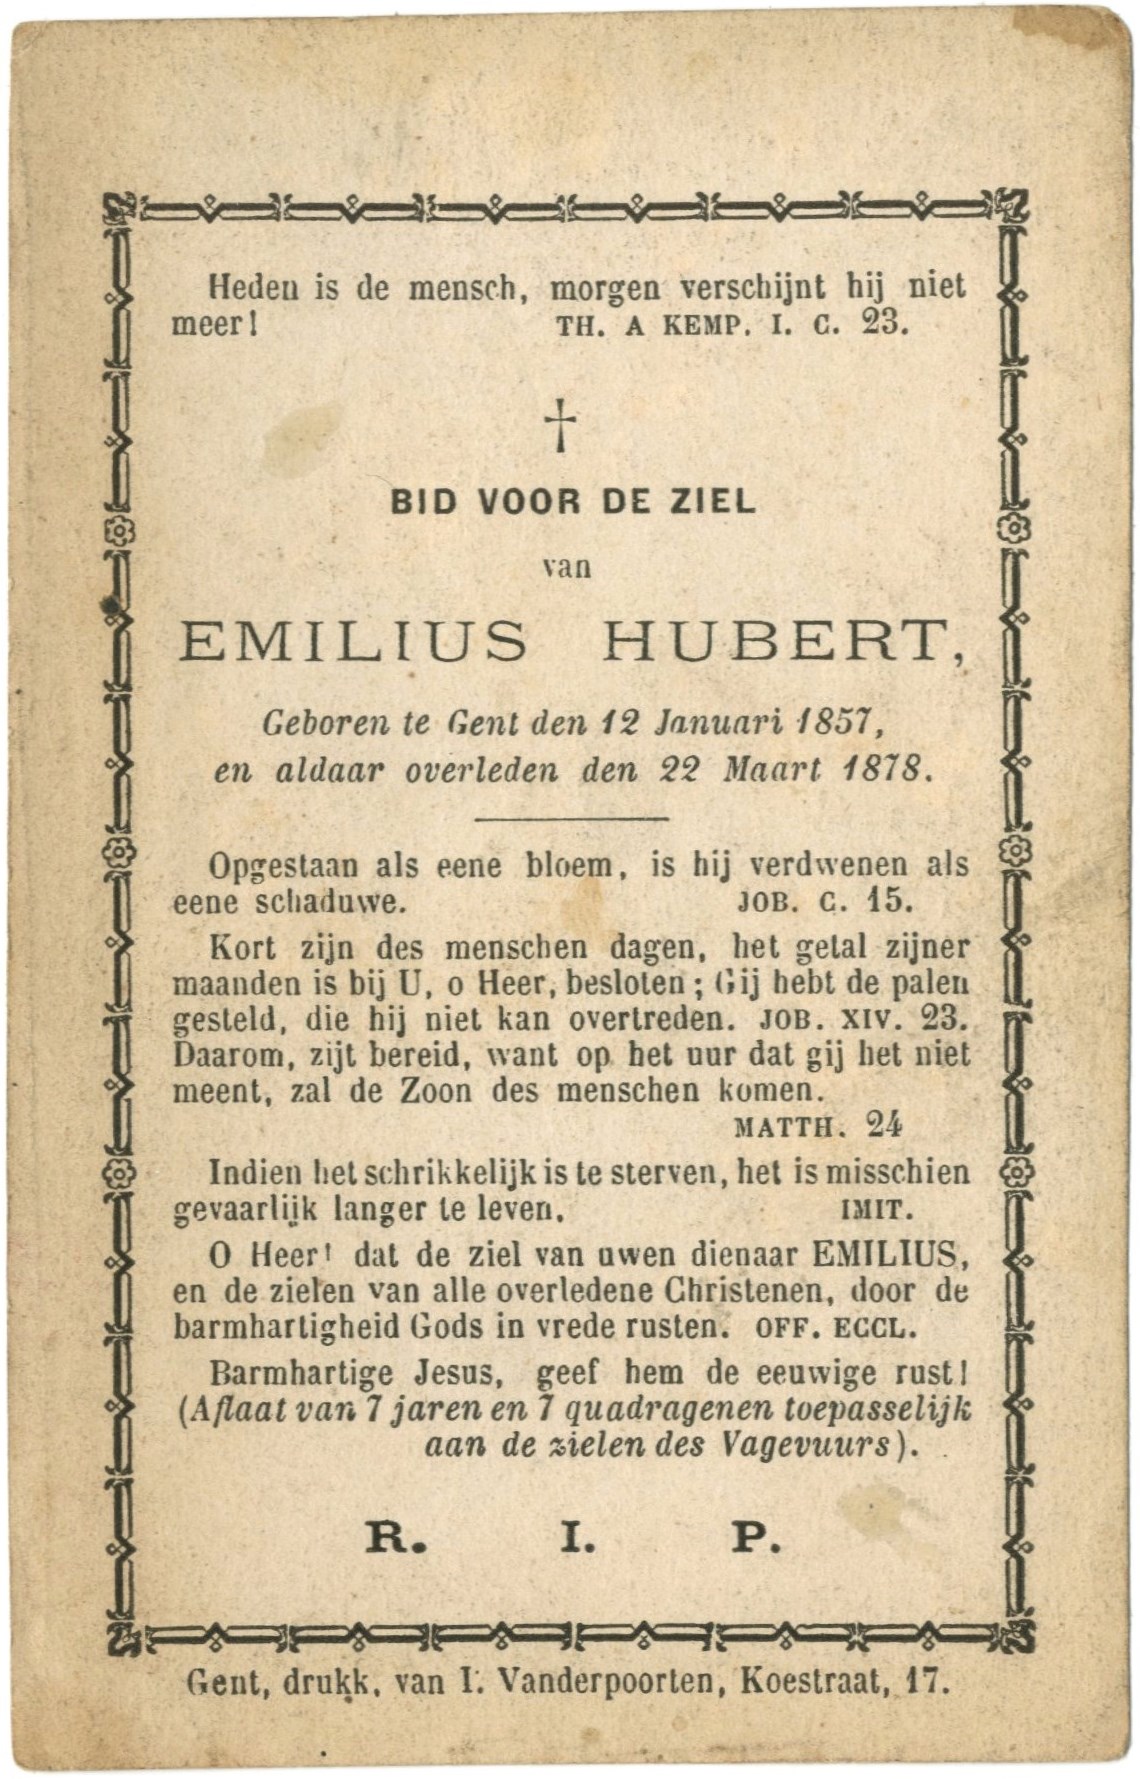 Heden is de mensch, morgen verschijnt hij niet
meer! TH. A KEMP. I. C. 23.
†
BID VOOR DE ZIEL
van
EMILIUS HUBERT,
Geboren te Gent den 12 Januari 1857,
en aldaar overleden den 22 Maart 1878.
Opgestaan als eene bloem, is hij verdwenen als
eene schaduwe. JOB. C. 15.
Kort zijn des menschen dagen, het getal zijner
maanden is bij U, o Heer, besloten; Gij hebt de palen
gesteld, die hij niet kan overtreden. JOB. XIV. 23.
Daarom, zijt bereid, want op het uur dat gij het niet
meent, zal de Zoon des menschen komen.
MATTH. 24
Indien het schrikkelijk is te sterven, het is misschien
gevaarlijk langer te leven. IMIT.
O Heer! dat de ziel van uwen dienaar EMILIUS,
en de zielen van alle overledene Christenen, door de
barmhartigheid Gods in vrede rusten. OFF. ECCL.
Barmhartige Jesus, geef hem de eeuwige rust!
(Aflaat van 7 jaren en 7 quadragenen toepasselijk
aan de zielen des Vagevuurs).
R. I. P.
Gent, drukk. van I. Vanderpoorten, Koestraat, 17.